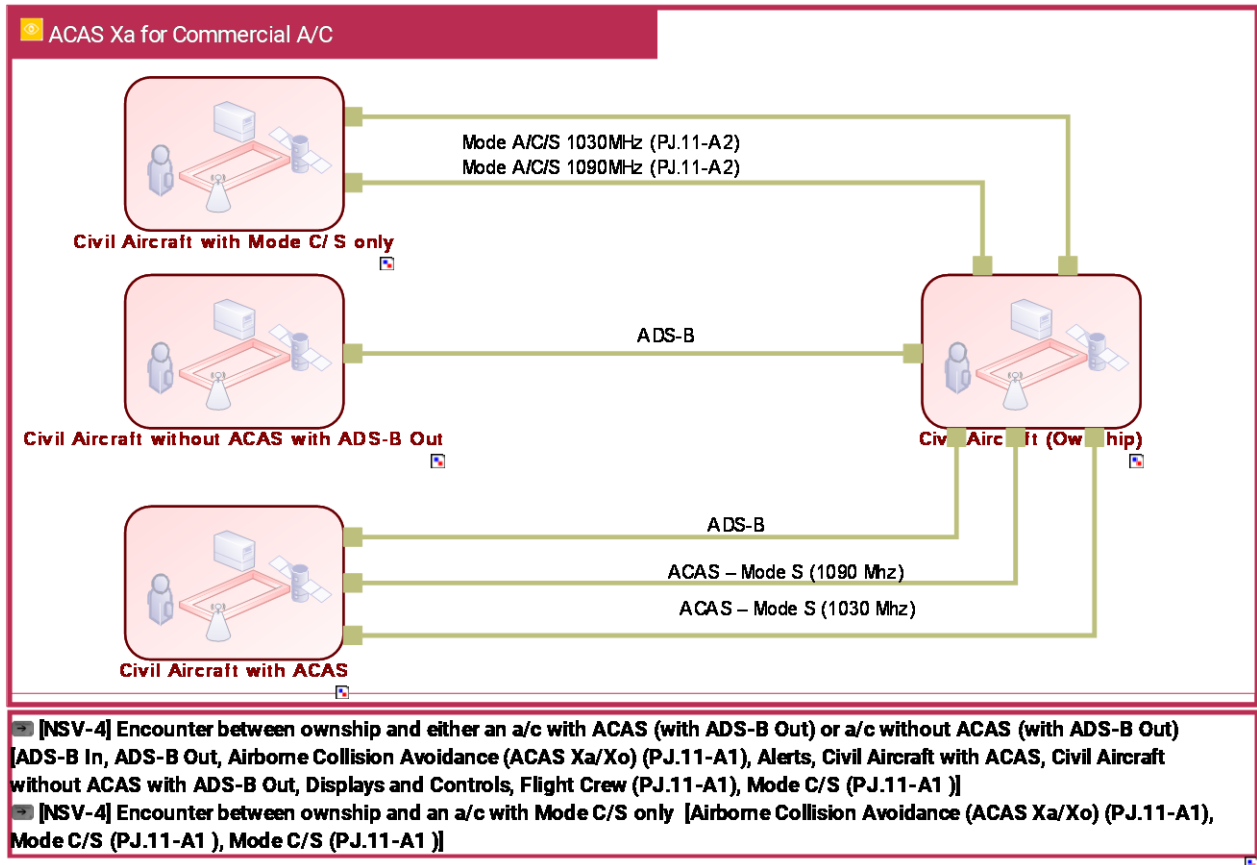 ACAS Xa for Commercial A/C
Mode A/C/S 1030MHz (PJ.11-A2)
Mode A/C/S 1090MHz (PJ.11-A2)
Civil Aircraft with Mode C/ S only
ADS-B
Civil Aircraft without ACAS with ADS-B Out
(Ow hip)
ADS-B
ACAS – Mode S (1090 Mhz)
ACAS – Mode S (1030 Mhz)
Civil Aircraft with ACAS
[NSV-4] Encounter between ownship and either an a/c with ACAS (with ADS-B Out) or a/c without ACAS (with ADS-B Out)
[ADS-B In, ADS-B Out, Airborne Collision Avoidance (ACAS Xa/Xo) (PJ.11-A1), Alerts, Civil Aircraft with ACAS, Civil Aircraft
without ACAS with ADS-B Out, Displays and Controls, Flight Crew (PJ.11-A1), Mode C/S (PJ.11-A1 )]
[NSV-4] Encounter between ownship and an a/c with Mode C/S only [Airborne Collision Avoidance (ACAS Xa/Xo) (PJ.11-A1),
Mode C/S (PJ.11-A1 ), Mode C/S (PJ.11-A1 )]